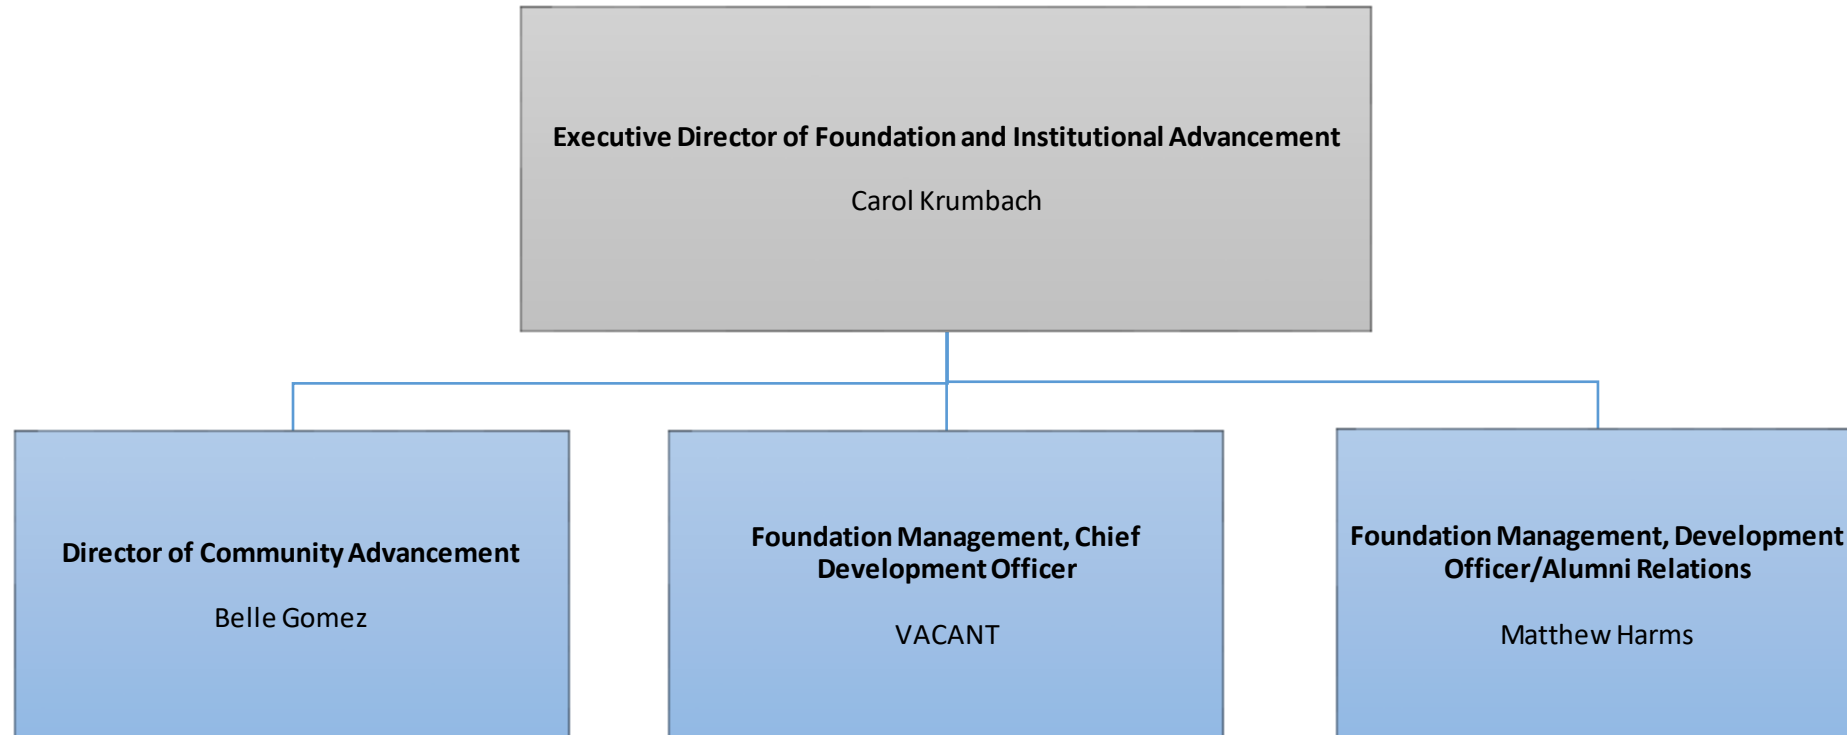 Executive Director of Foundation and Institutional Advancement
Carol Krumbach
Director of Community Advancement
Belle Gomez
Foundation Management, Chief
Development Officer
VACANT
Foundation Management, Development
Officer/Alumni Relations
Matthew Harms